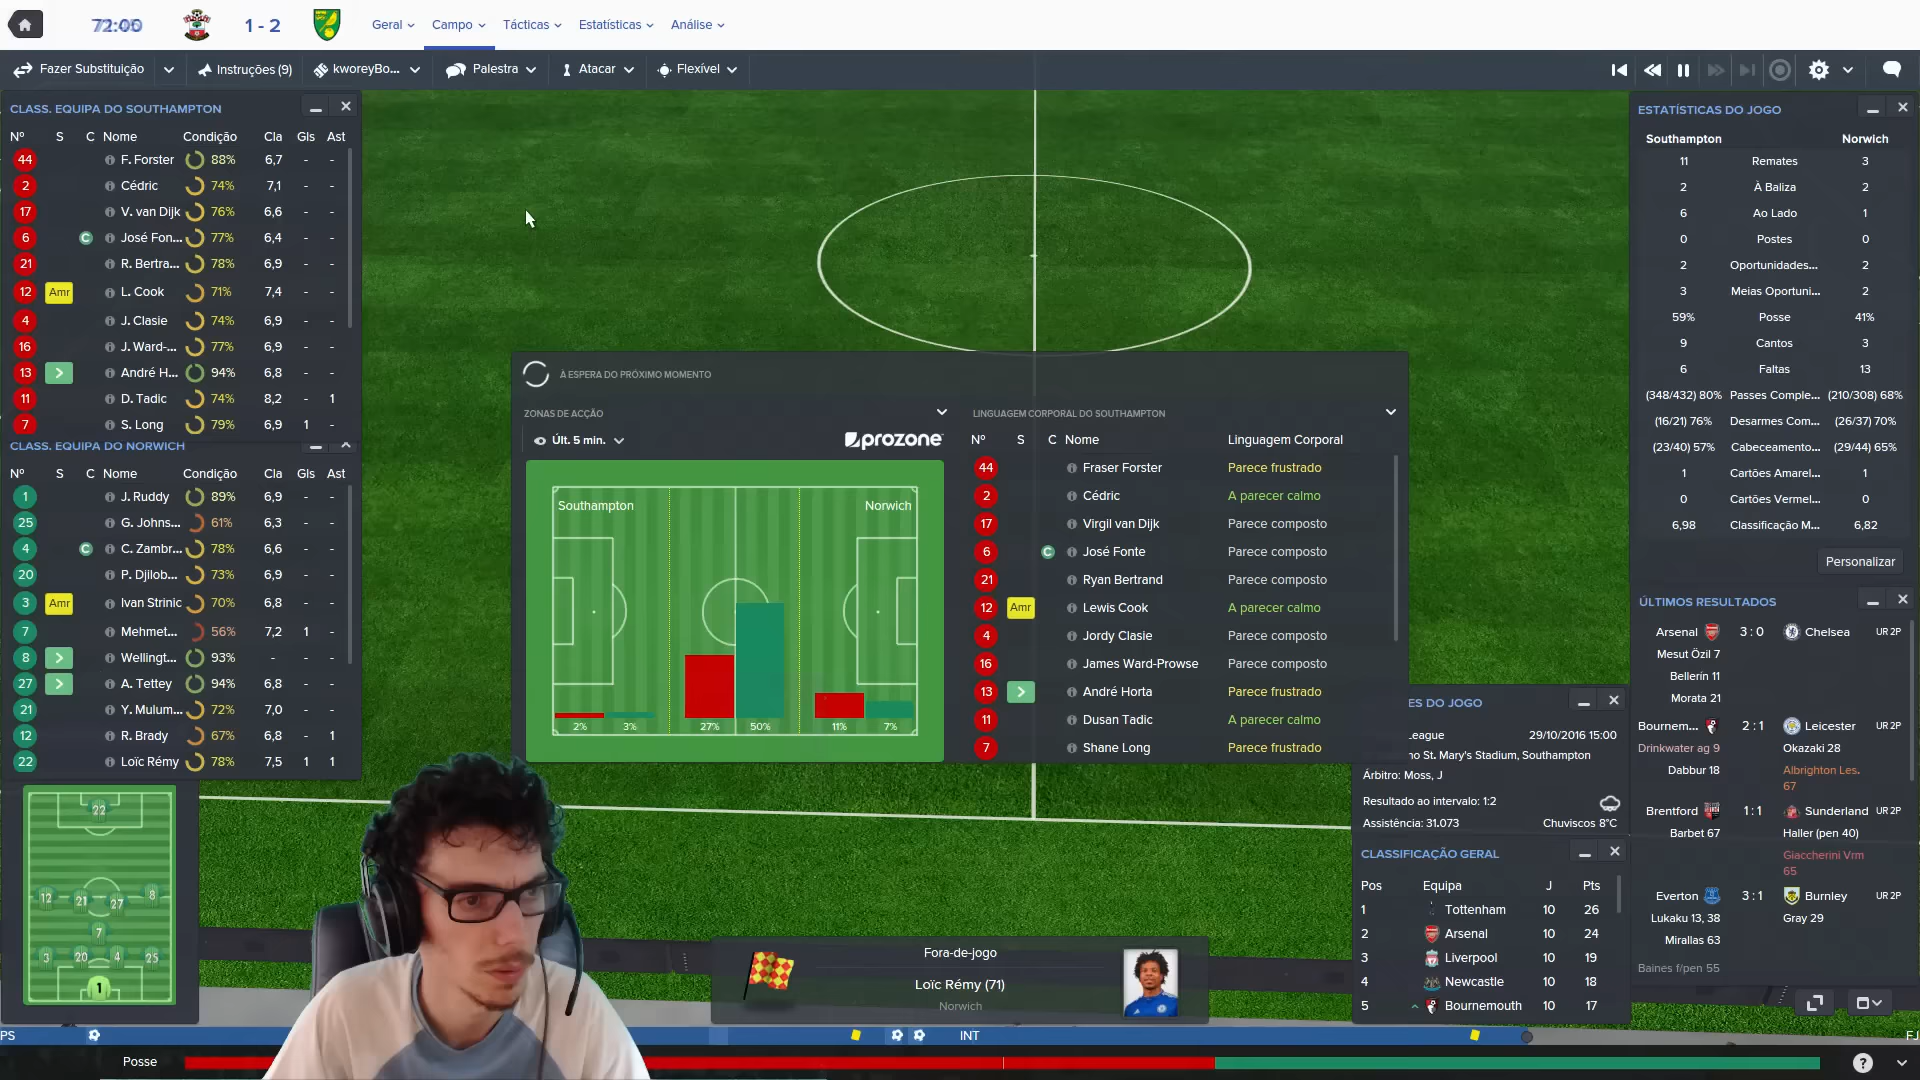 72:05
1 - 2
Geral
Campo
Tácticas
Estatísticas
Análise
Fazer Substituição
Instruções (9)
kworeyBo...
Palestra
Atacar
Flexível
CLASS. EQUIPA DO SOUTHAMPTON
Nº S C Nome Condição Cla Gls Ast
44 F. Forster 88% 6,7 - -
2 Cédric 74% 7,1 - -
17 V. van Dijk 76% 6,6 - -
6 C José Fon... 77% 6,4 - -
21 R. Bertra... 78% 6,9 - -
12 Amr L. Cook 71% 7,4 - -
4 J. Clasie 74% 6,9 - -
16 J. Ward-... 77% 6,9 - -
13 André H... 94% 6,8 - -
11 D. Tadic 74% 8,2 - 1
7 S. Long 79% 6,9 1 -
CLASS. EQUIPA DO NORWICH
Nº S C Nome Condição Cla Gls Ast
1 J. Ruddy 89% 6,9 - -
25 G. Johns... 61% 6,3 - -
4 C C. Zambr... 78% 6,6 - -
20 P. Djilob... 73% 6,9 - -
3 Amr Ivan Strinic 70% 6,8 - -
7 Mehmet... 56% 7,2 1 -
8 Wellingt... 93% - - -
27 A. Tettey 94% 6,8 - -
21 Y. Mulum... 72% 7,0 - -
12 R. Brady 67% 6,8 - 1
22 Loïc Rémy 78% 7,5 1 1
22
12 21 27 8
7
3 20 4 25
1
À ESPERA DO PRÓXIMO MOMENTO
ZONAS DE ACÇÃO
Últ. 5 min.
prozone
Southampton
Norwich
2% 3% 27% 50% 11% 7%
LINGUAGEM CORPORAL DO SOUTHAMPTON
Nº S C Nome Linguagem Corporal
44 Fraser Forster Parece frustrado
2 Cédric A parecer calmo
17 Virgil van Dijk Parece composto
6 C José Fonte Parece composto
21 Ryan Bertrand Parece composto
12 Amr Lewis Cook A parecer calmo
4 Jordy Clasie Parece composto
16 James Ward-Prowse Parece composto
13 André Horta Parece frustrado
11 Dusan Tadic A parecer calmo
7 Shane Long Parece frustrado
ESTATÍSTICAS DO JOGO
Southampton Norwich
11 Remates 3
2 À Baliza 2
6 Ao Lado 1
0 Postes 0
2 Oportunidades... 2
3 Meias Oportuni... 2
59% Posse 41%
9 Cantos 3
6 Faltas 13
(348/432) 80% Passes Comple... (210/308) 68%
(16/21) 76% Desarmes Com... (26/37) 70%
(23/40) 57% Cabeceamento... (29/44) 65%
1 Cartões Amarel... 1
0 Cartões Vermel... 0
6,98 Classificação M... 6,82
Personalizar
ÚLTIMOS RESULTADOS
Arsenal 3 : 0 Chelsea UR 2P
Mesut Özil 7
Bellerín 11
Morata 21
Bournem... 2 : 1 Leicester UR 2P
Drinkwater ag 9 Okazaki 28
Dabbur 18 Albrighton Les.
67
Brentford 1 : 1 Sunderland UR 2P
Barbet 67 Haller (pen 40)
Giaccherini Vrm
65
Everton 3 : 1 Burnley UR 2P
Lukaku 13, 38 Gray 29
Mirallas 63
Baines f/pen 55
ES DO JOGO
League 29/10/2016 15:00
no St. Mary's Stadium, Southampton
Árbitro: Moss, J
Resultado ao intervalo: 1:2
Assistência: 31.073 Chuviscos 8°C
CLASSIFICAÇÃO GERAL
Pos Equipa J Pts
1 Tottenham 10 26
2 Arsenal 10 24
3 Liverpool 10 19
4 Newcastle 10 18
5 Bournemouth 10 17
Fora-de-jogo
Loïc Rémy (71)
Norwich
PS
INT
FJ
Posse
?